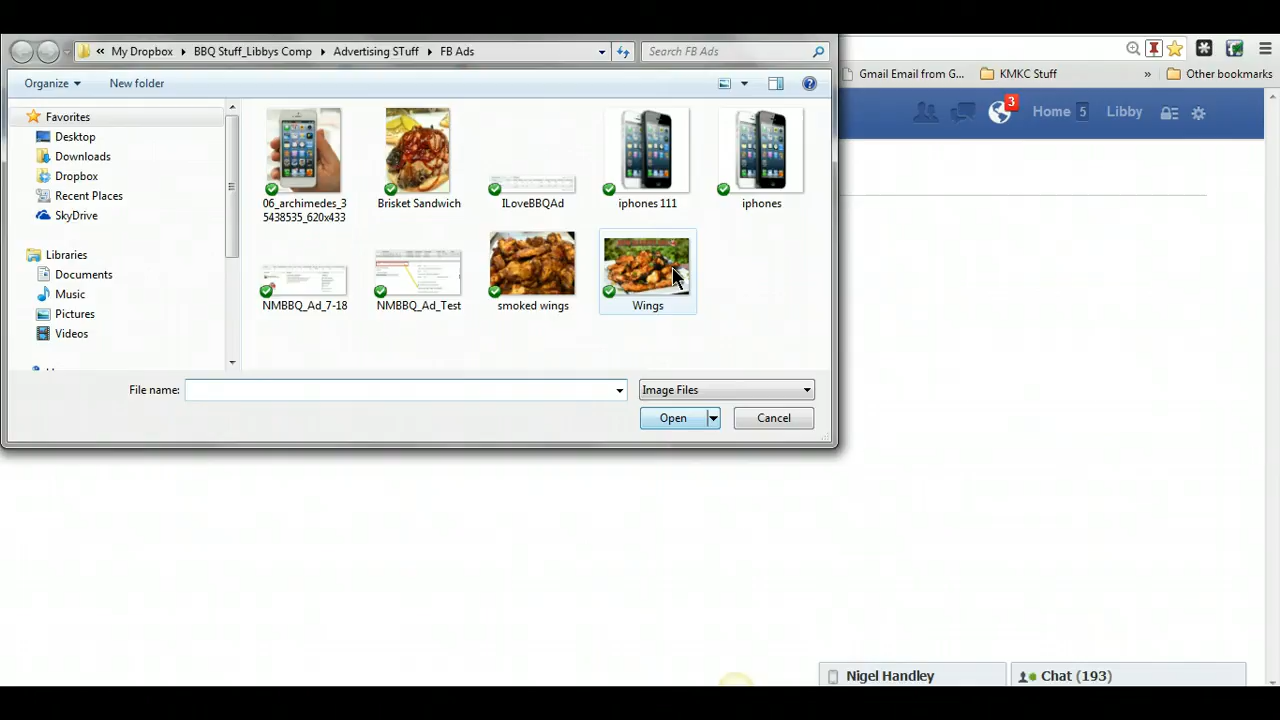 « My Dropbox BBQ Stuff_Libbys Comp Advertising STuff FB Ads
Search FB Ads
Organize
New folder
Gmail Email from G...
KMKC Stuff
»
Other bookmarks
3
Home 5
Libby
Favorites
Desktop
Downloads
Dropbox
Recent Places
SkyDrive
Libraries
Documents
Music
Pictures
Videos
06_archimedes_3
5438535_620x433
Brisket Sandwich
ILoveBBQAd
iphones 111
iphones
NMBBQ_Ad_7-18
NMBBQ_Ad_Test
smoked wings
Wings
File name:
Image Files
Open
Cancel
Nigel Handley
Chat (193)